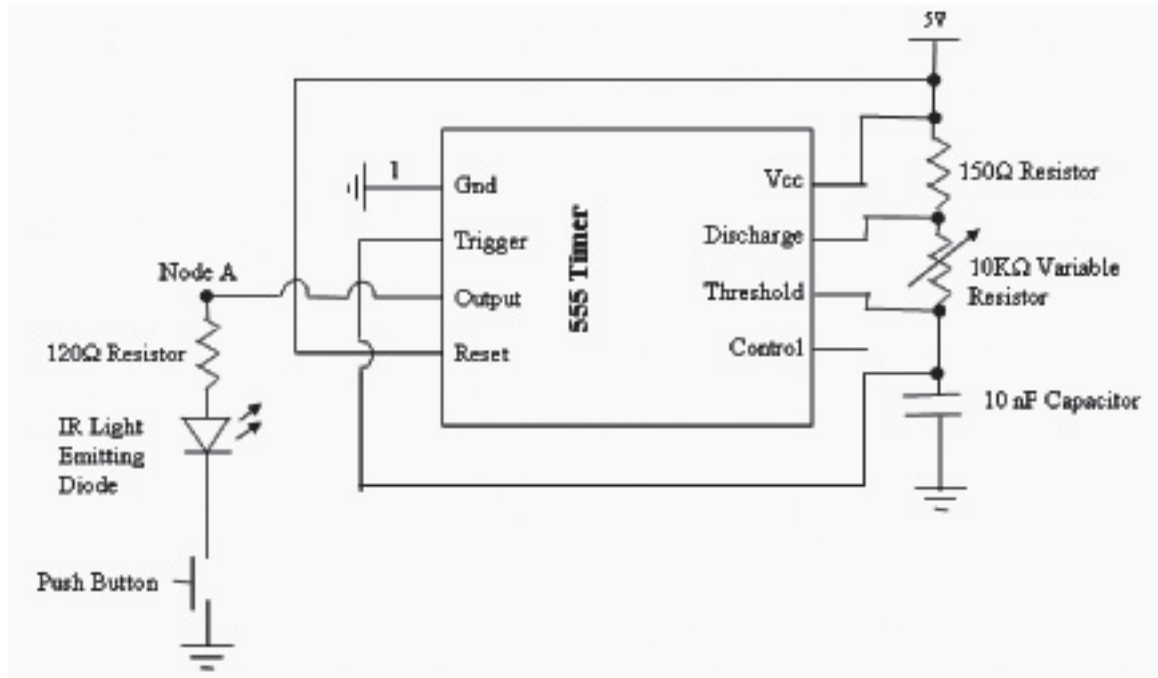 5V
1
Gnd
Vcc
150Ω Resistor
Trigger
Discharge
555 Timer
Node A
Output
Threshold
10KΩ Variable
Resistor
120Ω Resistor
Reset
Control
10 nF Capacitor
IR Light
Emitting
Diode
Push Button